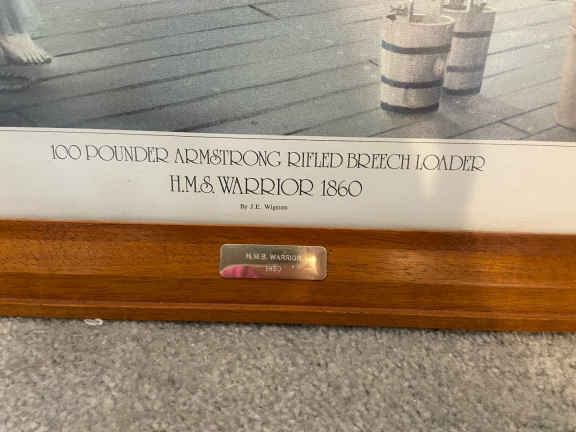 100 POUNDER ARMSTRONG RIFLED BREECH LOADER
H.M.S. WARRIOR 1860
By J.E. Wigston
H.M.S. WARRIOR
1860